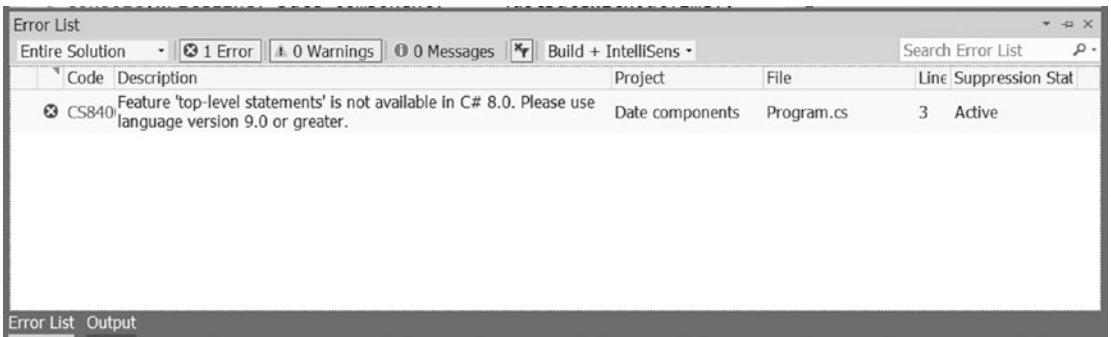 Error List
Entire Solution 1 Error 0 Warnings 0 Messages Build + IntelliSens Search Error List
Code Description Project File Line Suppression Stat
CS840 Feature 'top-level statements' is not available in C# 8.0. Please use language version 9.0 or greater. Date components Program.cs 3 Active
Error List Output